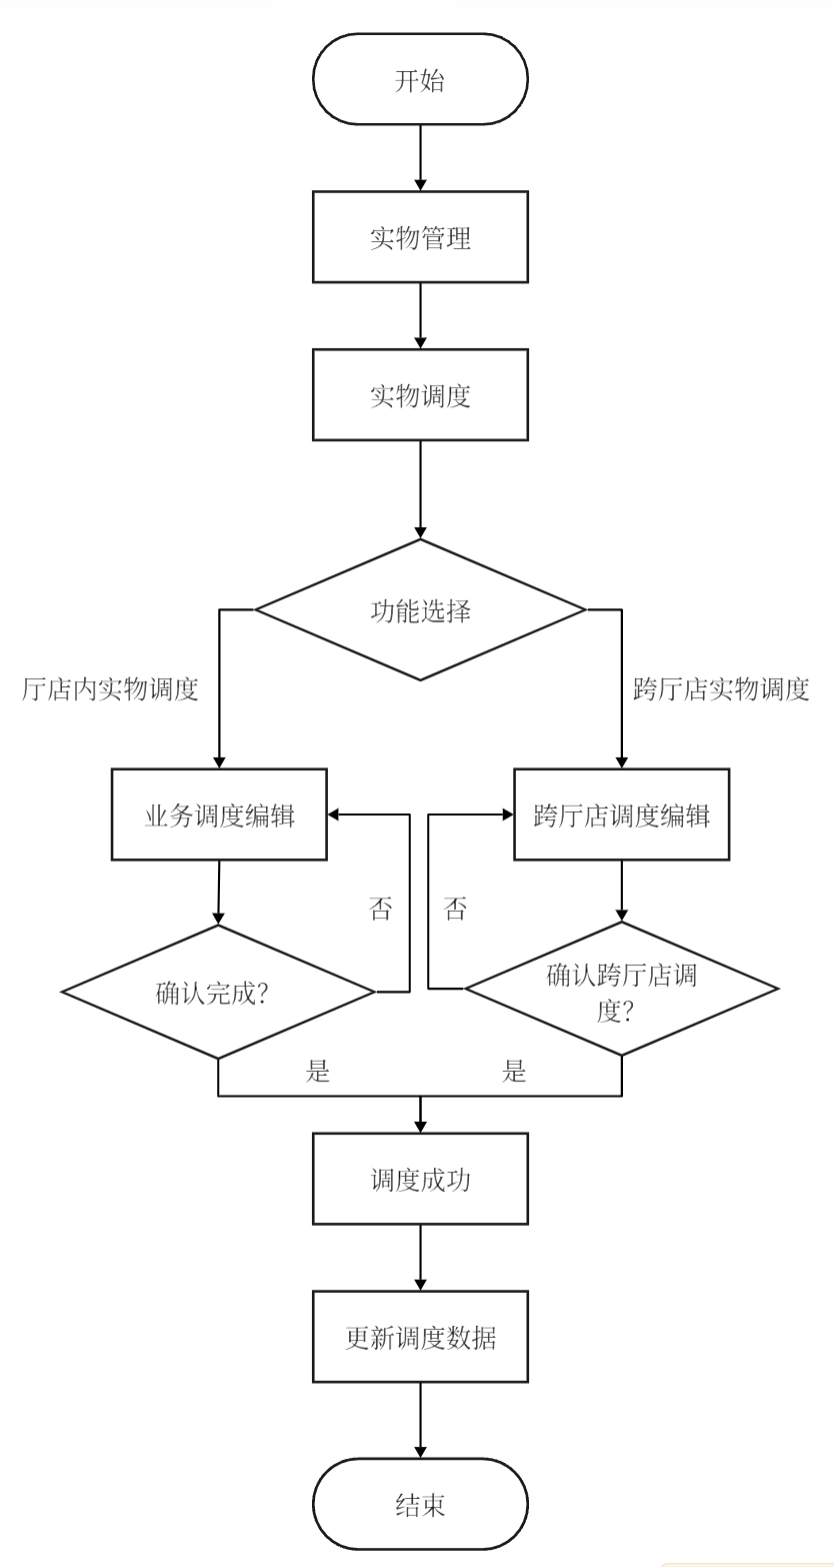 开始
实物管理
实物调度
功能选择
厅店内实物调度
跨厅店实物调度
业务调度编辑
跨厅店调度编辑
否
否
确认完成？
确认跨厅店调
度？
是
是
调度成功
更新调度数据
结束